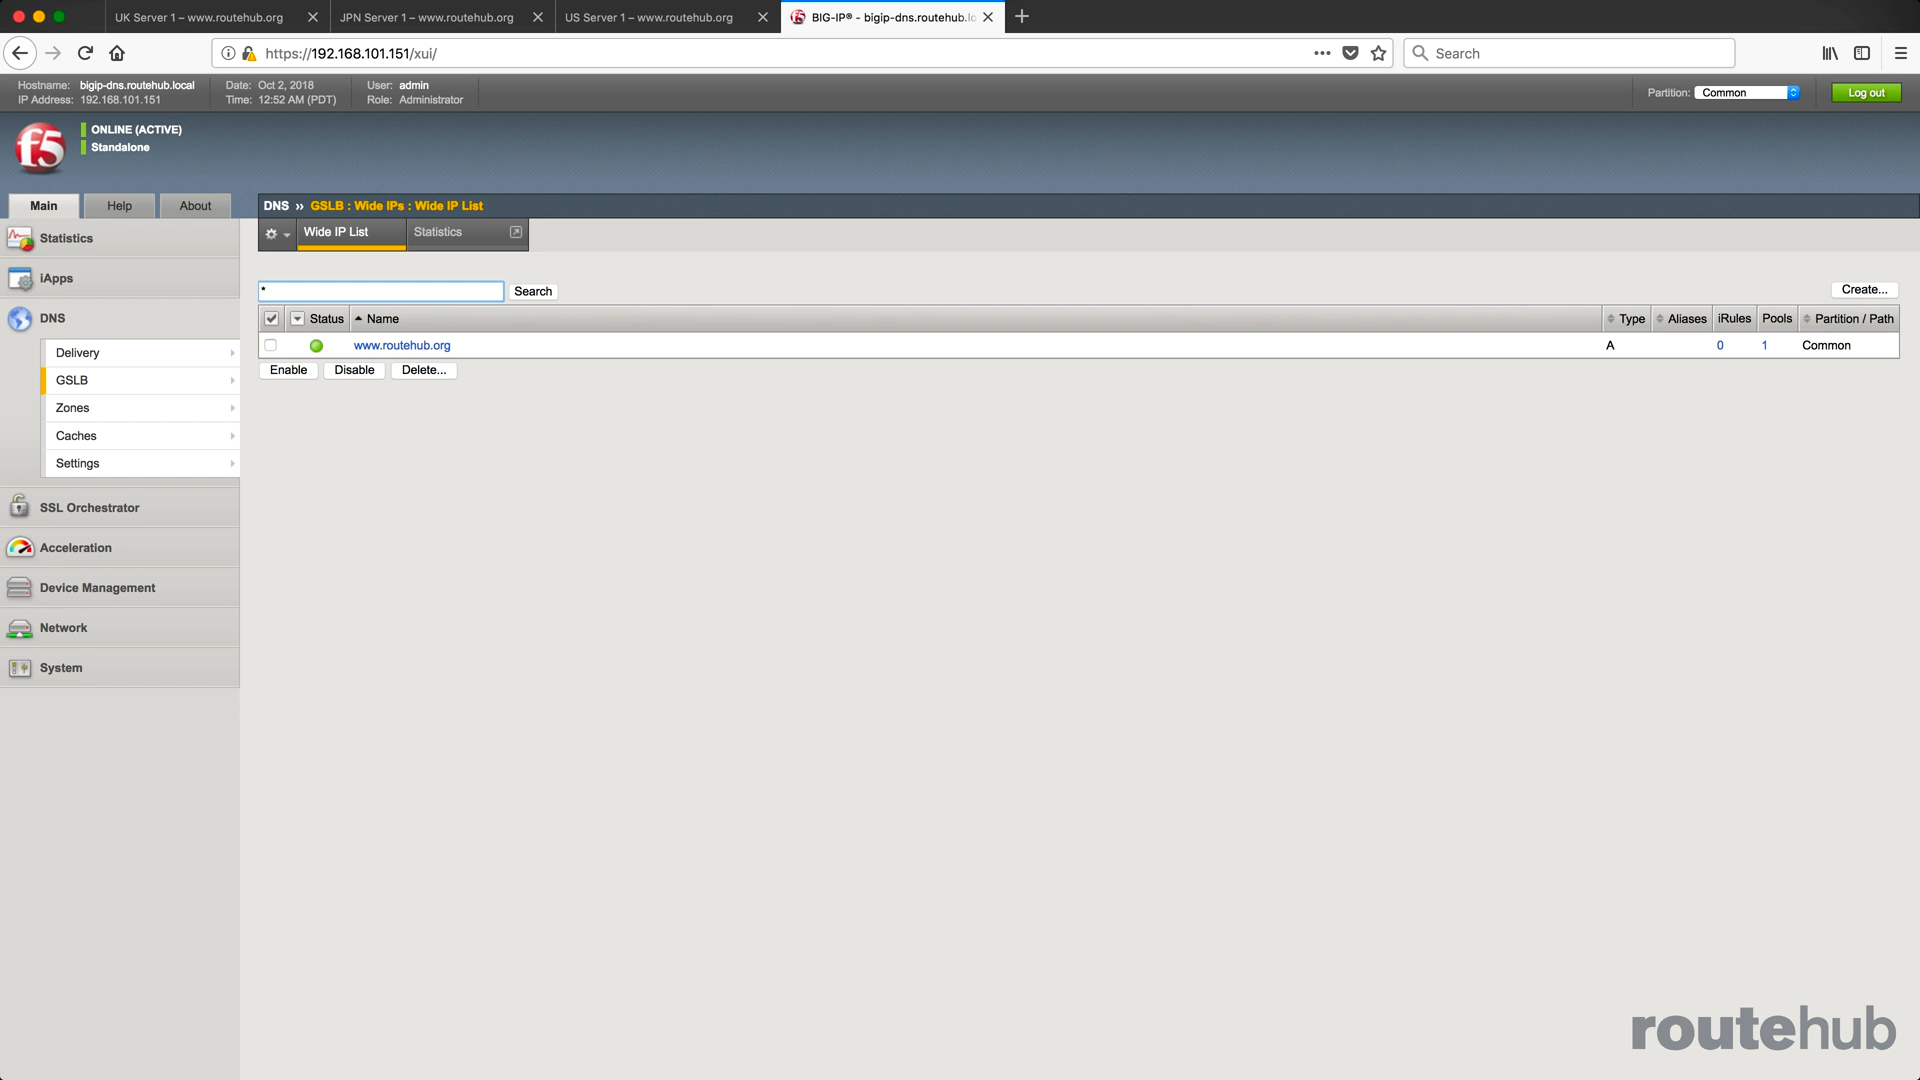 UK Server 1 – www.routehub.org
JPN Server 1 – www.routehub.org
US Server 1 – www.routehub.org
BIG-IP® - bigip-dns.routehub.lo
https://192.168.101.151/xui/
Search
Hostname: bigip-dns.routehub.local
IP Address: 192.168.101.151
Date: Oct 2, 2018
Time: 12:52 AM (PDT)
User: admin
Role: Administrator
Partition: Common
Log out
f5
ONLINE (ACTIVE)
Standalone
Main
Help
About
DNS ›› GSLB : Wide IPs : Wide IP List
Wide IP List
Statistics
Statistics
iApps
DNS
Delivery
GSLB
Zones
Caches
Settings
SSL Orchestrator
Acceleration
Device Management
Network
System
*
Search
Create...
Status Name Type Aliases iRules Pools Partition / Path
www.routehub.org A 0 1 Common
Enable Disable Delete...
routehub